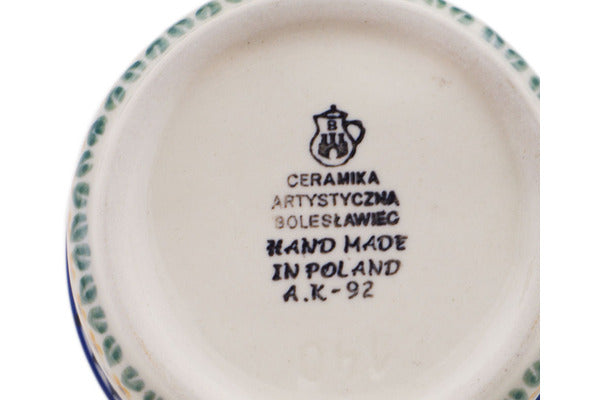 B
CERAMIKA
ARTYSTYCZNA
BOLESŁAWIEC
HAND MADE
IN POLAND
A.K-92